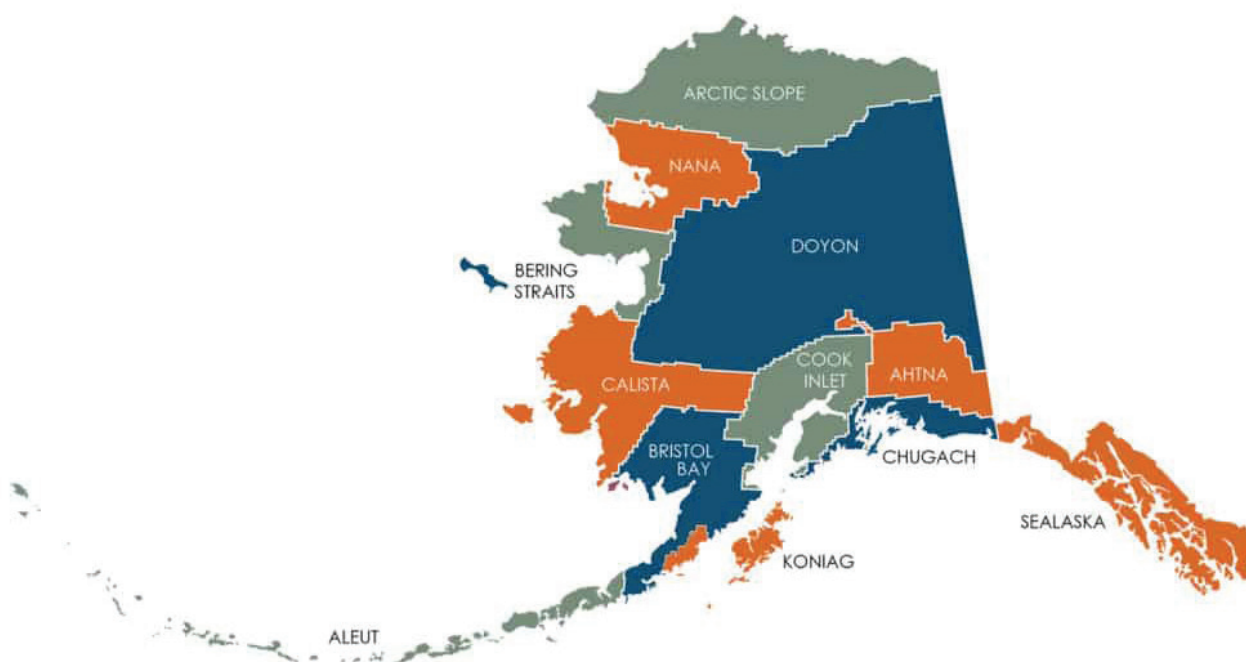 ARCTIC SLOPE
NANA
DOYON
BERING
STRAITS
COOK
INLET
AHTNA
CALISTA
BRISTOL
BAY
CHUGACH
SEALASKA
KONIAG
ALEUT